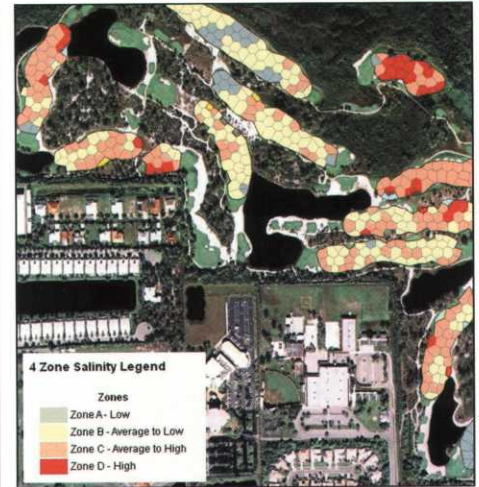 4 Zone Salinity Legend
Zones
Zone A - Low
Zone B - Average to Low
Zone C - Average to High
Zone D - High